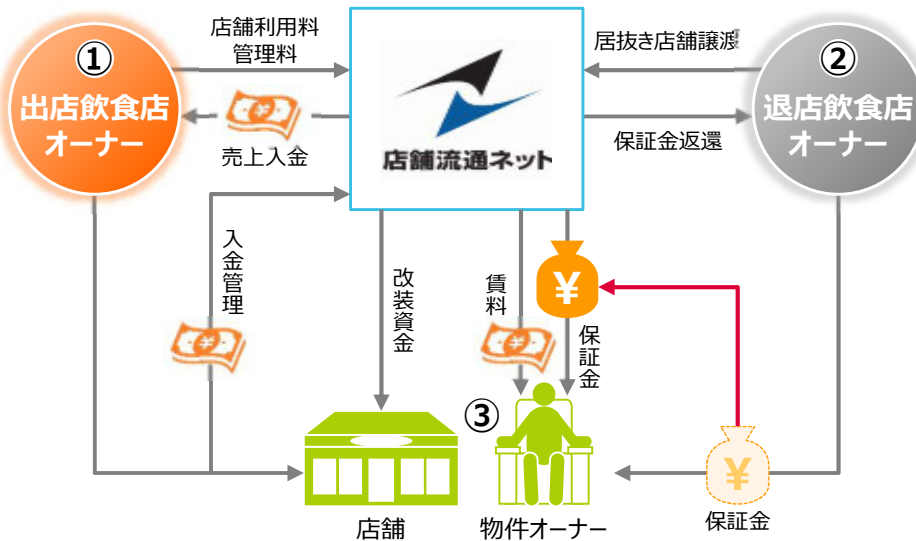 店舗利用料
管理料
①
出店飲食店
オーナー
売上入金
店舗流通ネット
居抜き店舗譲渡
保証金返還
②
退店飲食店
オーナー
入金管理
改装資金
賃料
¥
保証金
③
店舗
物件オーナー
¥
保証金